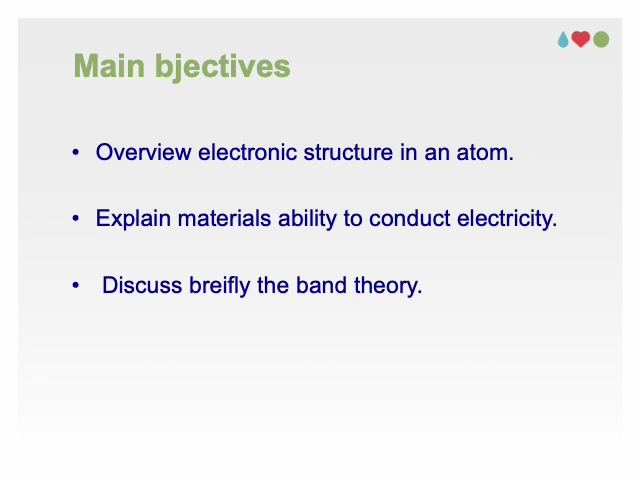 Main bjectives
• Overview electronic structure in an atom.
• Explain materials ability to conduct electricity.
• Discuss breifly the band theory.